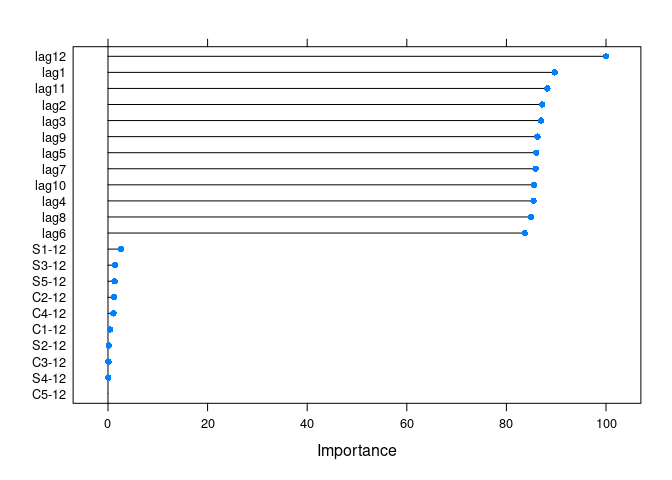 lag12
lag1
lag11
lag2
lag3
lag9
lag5
lag7
lag10
lag4
lag8
lag6
S1-12
S3-12
S5-12
C2-12
C4-12
C1-12
S2-12
C3-12
S4-12
C5-12
0 20 40 60 80 100
Importance